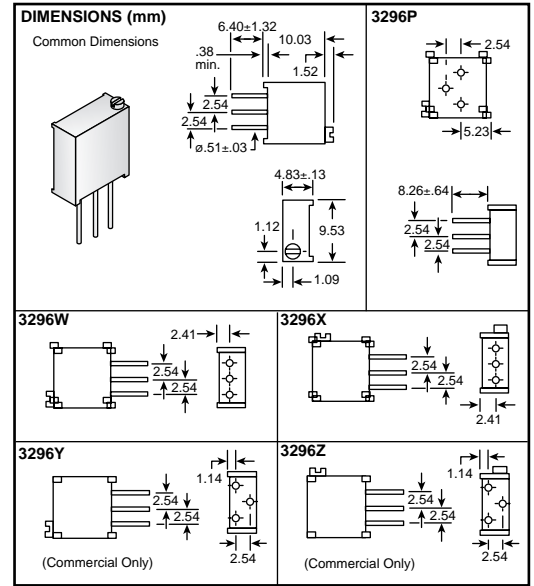 DIMENSIONS (mm)
Common Dimensions
6.40±1.32
10.03
.38
min.
1.52
2.54
2.54
ø.51±.03
4.83±.13
1.12
9.53
1.09
3296P
2.54
5.23
8.26±.64
2.54
2.54
3296W
2.41
2.54
2.54
3296X
2.54
2.54
2.41
3296Y
1.14
2.54
2.54
2.54
(Commercial Only)
3296Z
1.14
2.54
2.54
2.54
(Commercial Only)